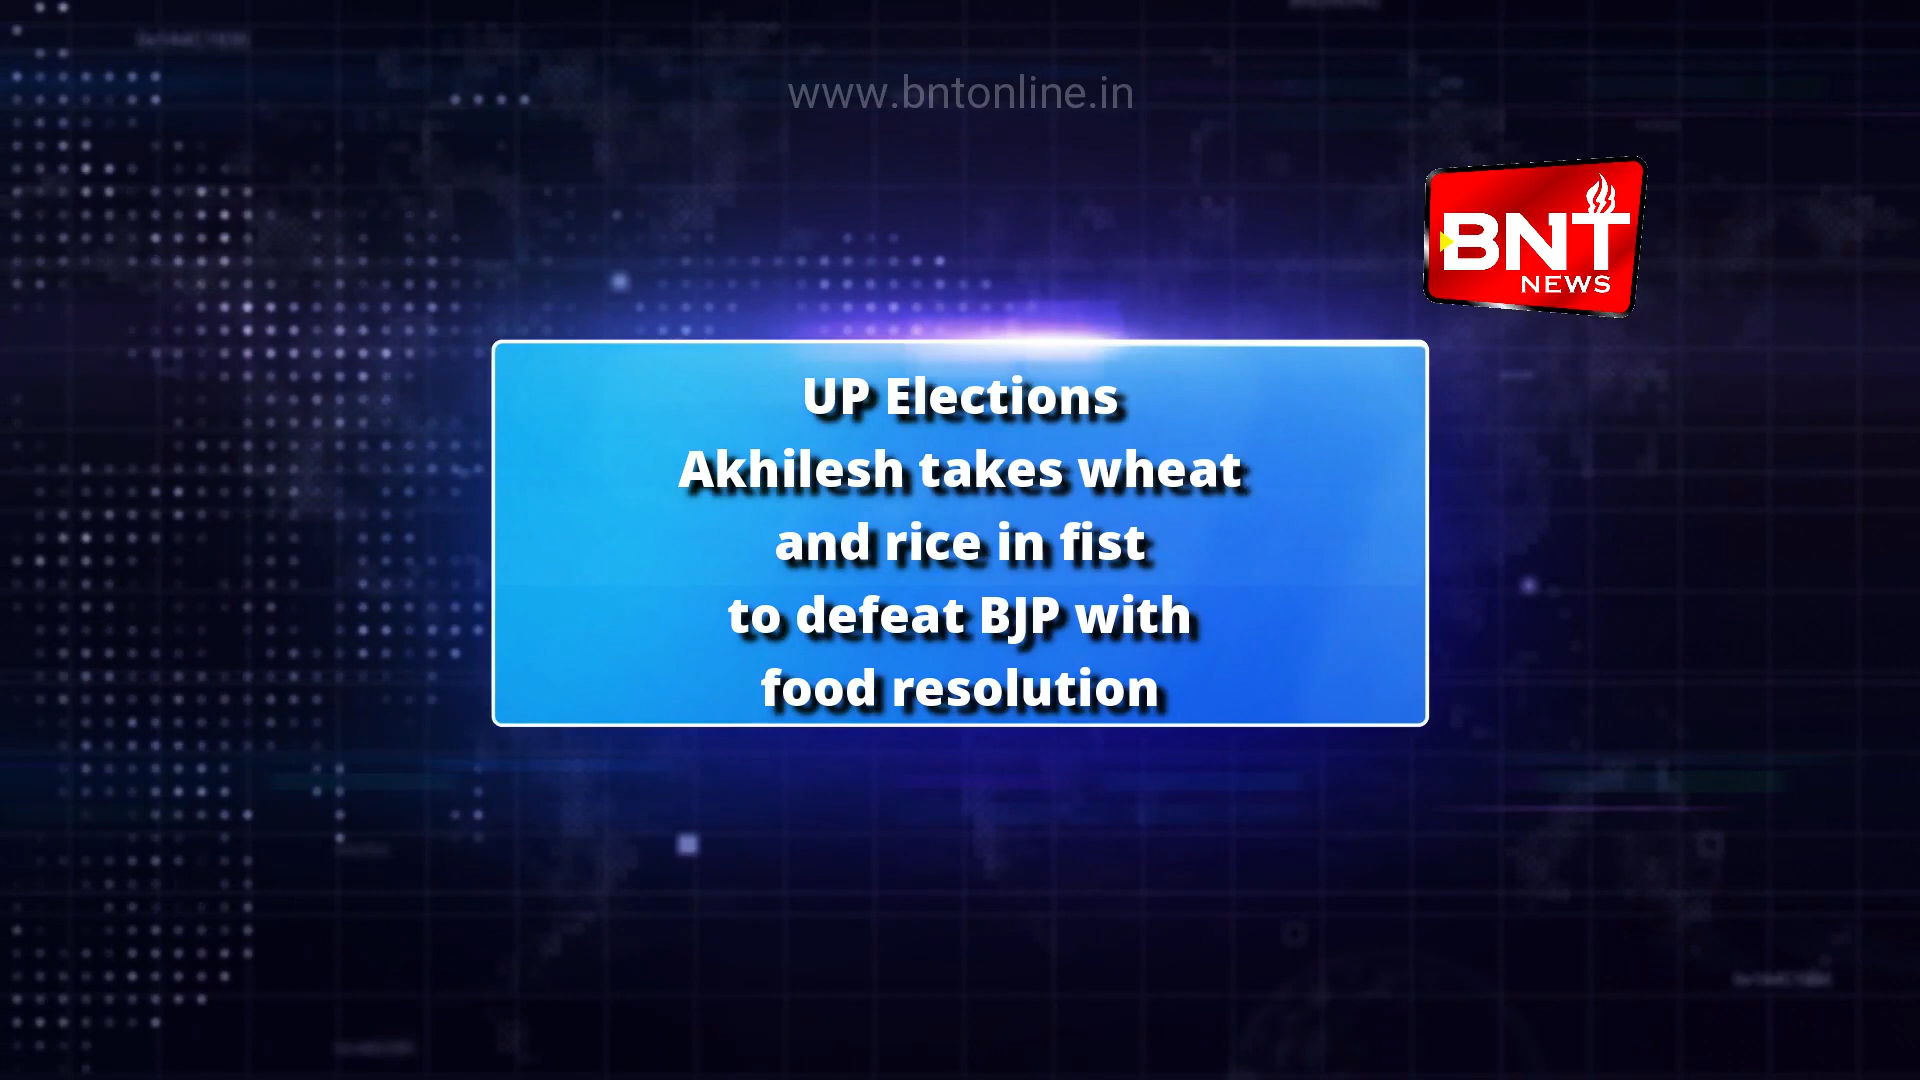 www.bntonline.in
BNT
NEWS
UP Elections
Akhilesh takes wheat
and rice in fist
to defeat BJP with
food resolution